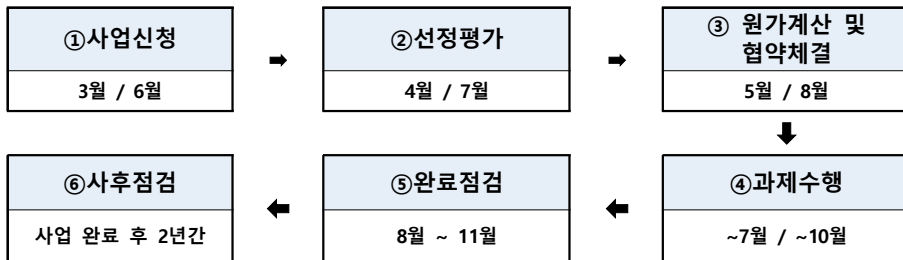 ①사업신청
3월 / 6월
②선정평가
4월 / 7월
③ 원가계산 및
협약체결
5월 / 8월
④과제수행
~7월 / ~10월
⑤완료점검
8월 ~ 11월
⑥사후점검
사업 완료 후 2년간